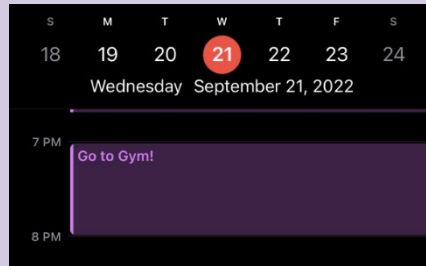 S M T W T F S
18 19 20 21 22 23 24
Wednesday September 21, 2022
7 PM
Go to Gym!
8 PM